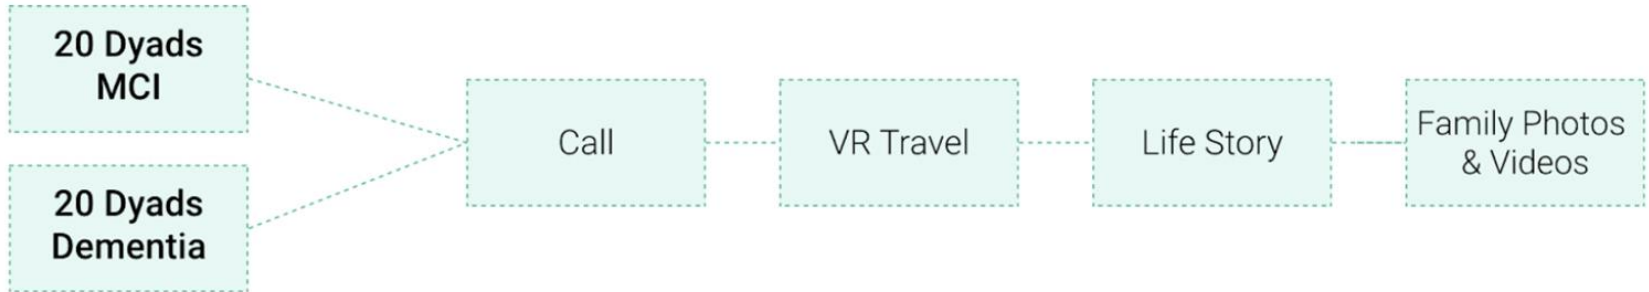 20 Dyads
MCI
20 Dyads
Dementia
Call
VR Travel
Life Story
Family Photos
& Videos